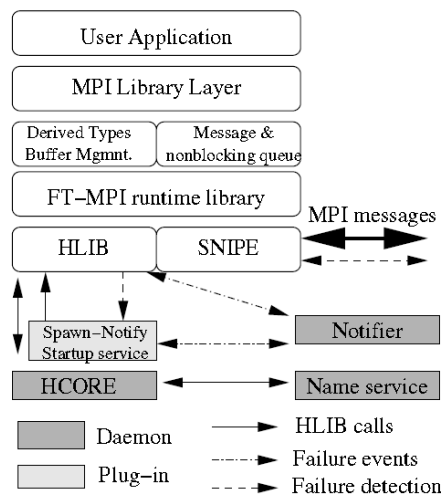 User Application
MPI Library Layer
Derived Types
Buffer Mgmnt.
Message &
nonblocking queue
FT-MPI runtime library
MPI messages
HLIB
SNIPE
Spawn-Notify
Startup service
Notifier
HCORE
Name service
Daemon
HLIB calls
Plug-in
Failure events
Failure detection